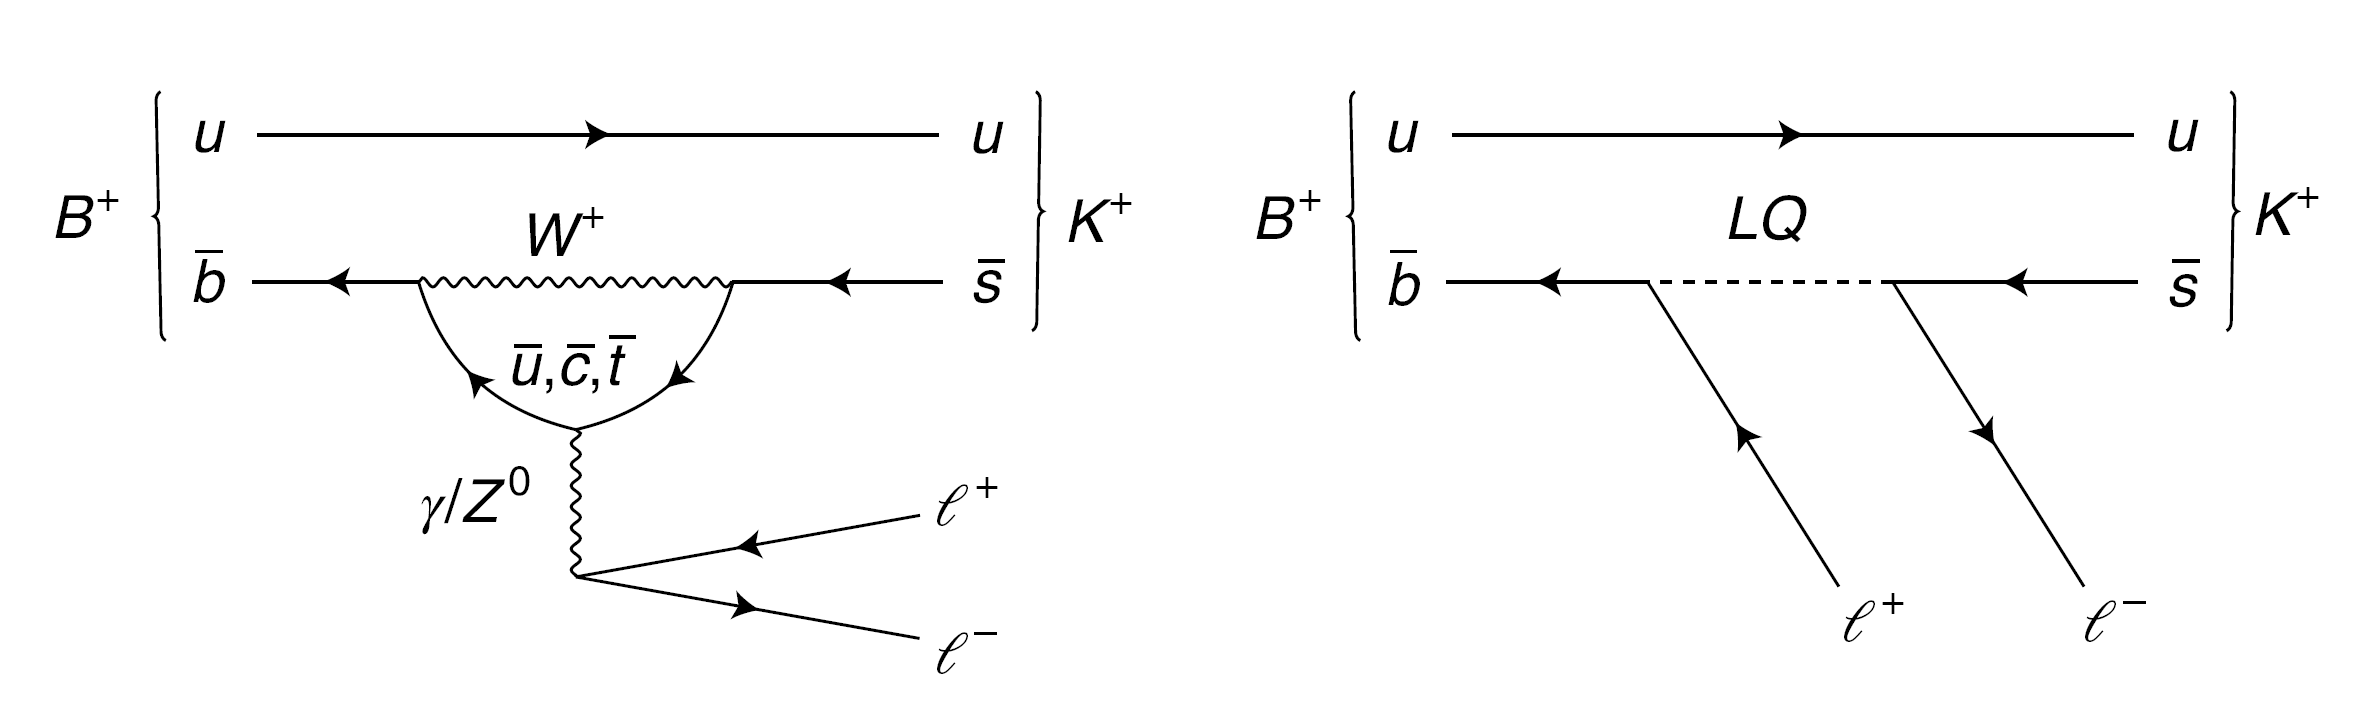 u u u u
B⁺ W⁺ K⁺ B⁺ LQ K⁺
b̅ s̅ b̅ s̅
u̅,c̅,t̅
γ/Z⁰
ℓ⁺
ℓ⁺ ℓ⁻
ℓ⁻